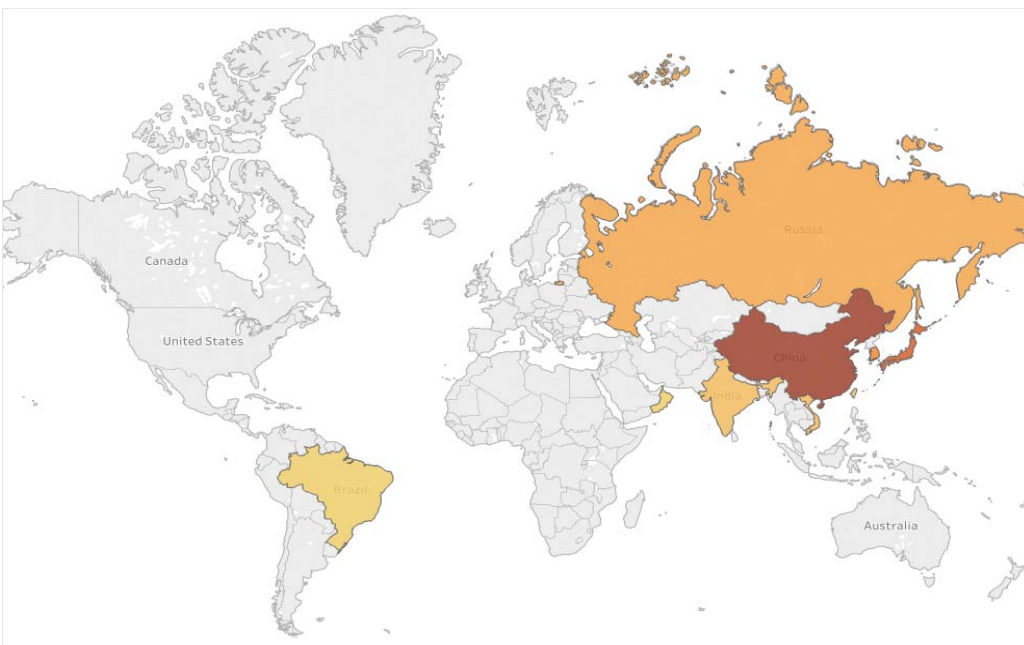 Russia
Canada
United States
China
India
Brazil
Australia